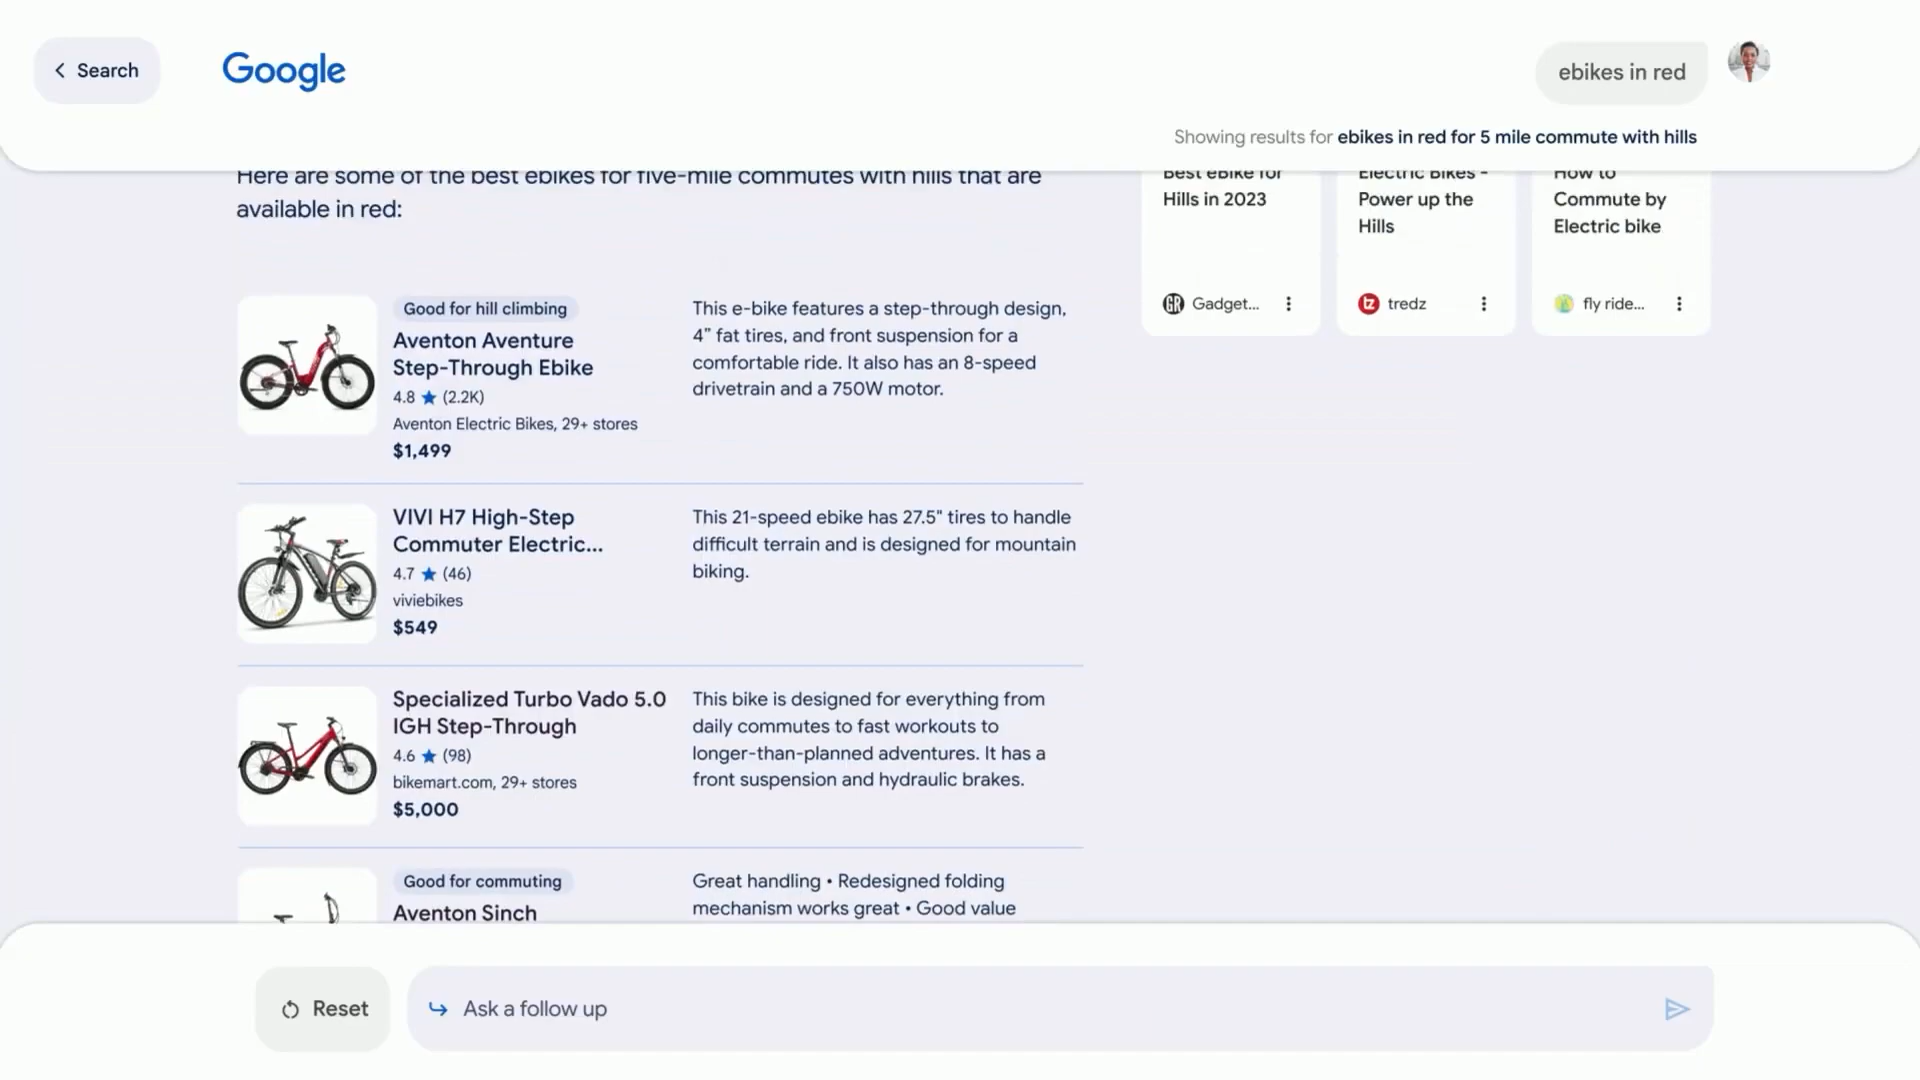 Search
Google
ebikes in red
Showing results for ebikes in red for 5 mile commute with hills
Here are some of the best ebikes for five-mile commutes with hills that are
available in red:
Good for hill climbing
Aventon Aventure
Step-Through Ebike
4.8 ★ (2.2K)
Aventon Electric Bikes, 29+ stores
$1,499
This e-bike features a step-through design,
4” fat tires, and front suspension for a
comfortable ride. It also has an 8-speed
drivetrain and a 750W motor.
VIVI H7 High-Step
Commuter Electric...
4.7 ★ (46)
viviebikes
$549
This 21-speed ebike has 27.5" tires to handle
difficult terrain and is designed for mountain
biking.
Specialized Turbo Vado 5.0
IGH Step-Through
4.6 ★ (98)
bikemart.com, 29+ stores
$5,000
This bike is designed for everything from
daily commutes to fast workouts to
longer-than-planned adventures. It has a
front suspension and hydraulic brakes.
Good for commuting
Aventon Sinch
Great handling • Redesigned folding
mechanism works great • Good value
Best eBike for
Hills in 2023
GR Gadget...
Electric Bikes -
Power up the
Hills
tz tredz
How to
Commute by
Electric bike
fly ride...
Reset
Ask a follow up